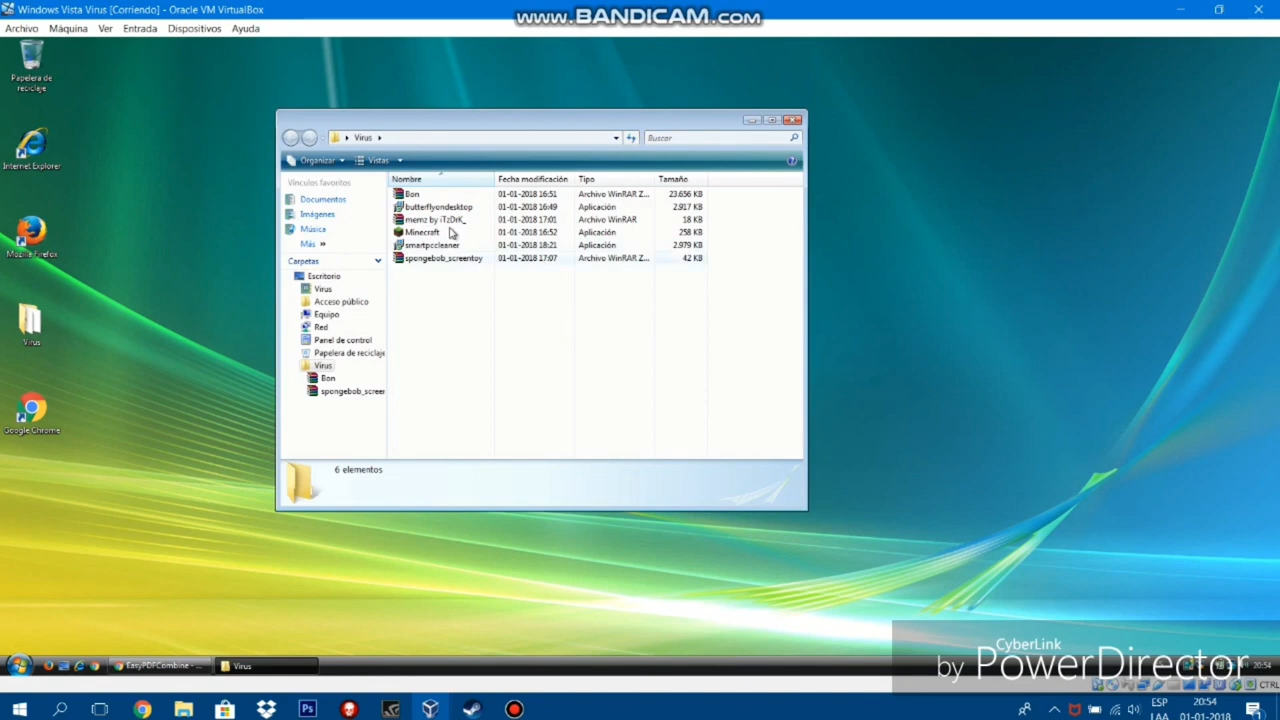 Windows Vista Virus [Corriendo] - Oracle VM VirtualBox
www.BANDICAM.com
Archivo Máquina Ver Entrada Dispositivos Ayuda
Papelera de reciclaje
Internet Explorer
Mozilla Firefox
Virus
Google Chrome
Virus
Buscar
Organizar Vistas
Vínculos favoritos
Documentos
Imágenes
Música
Más »
Carpetas
Escritorio
Virus
Acceso público
Equipo
Red
Panel de control
Papelera de reciclaje
Virus
Bon
spongebob_screen
Nombre Fecha modificación Tipo Tamaño
Bon 01-01-2018 16:51 Archivo WinRAR Z... 23.656 KB
butterflyondesktop 01-01-2018 16:49 Aplicación 2.917 KB
memz by iTzDrK_ 01-01-2018 17:01 Archivo WinRAR 18 KB
Minecraft 01-01-2018 16:52 Aplicación 258 KB
smartpccleaner 01-01-2018 18:21 Aplicación 2.979 KB
spongebob_screentoy 01-01-2018 17:07 Archivo WinRAR Z... 42 KB
6 elementos
EasyPDFCombine - ... Virus 20:54
CyberLink
by PowerDirector
CTRL
Ps
ESP 20:54
LAA 01-01-2018